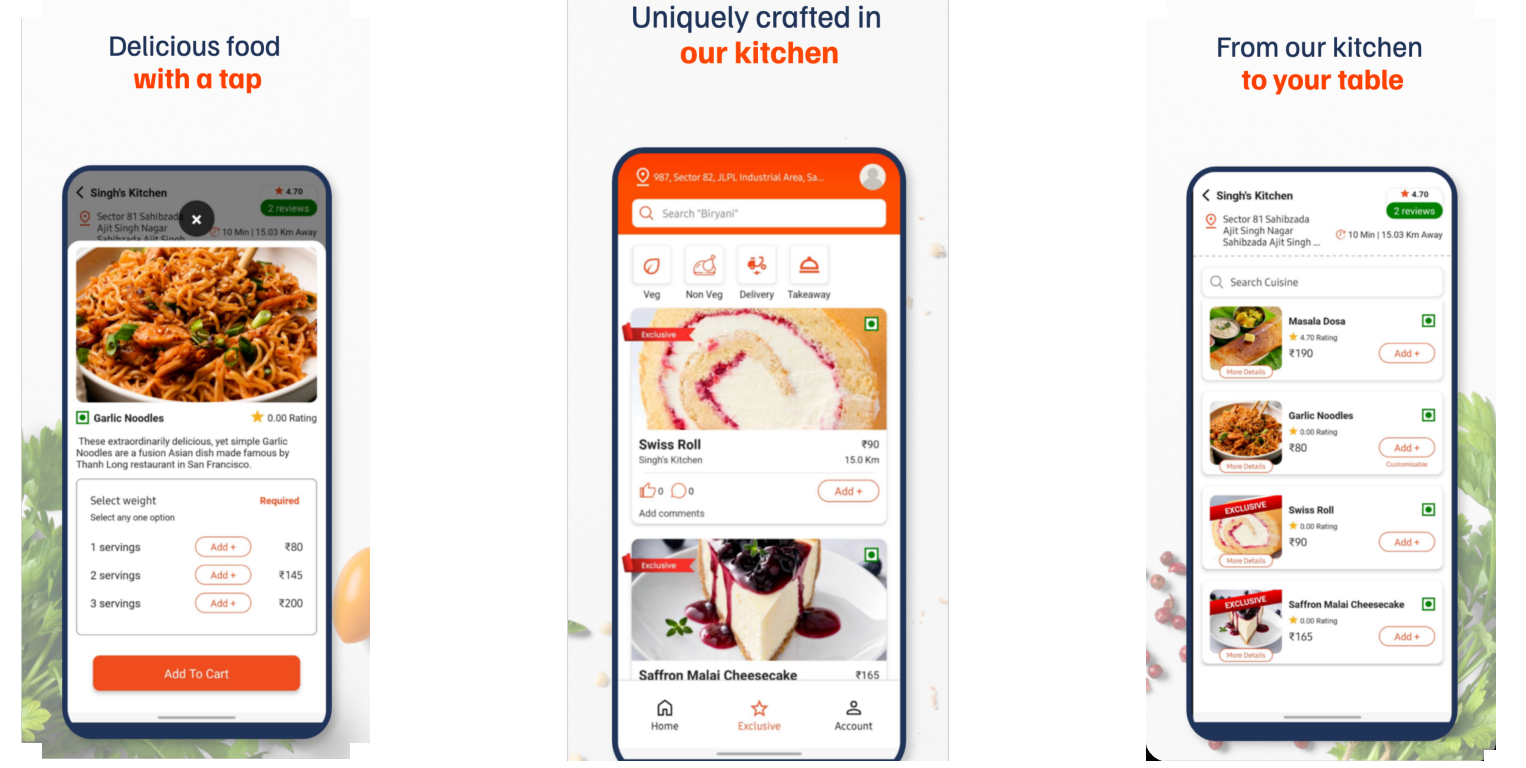 Delicious food
with a tap
Singh's Kitchen
4.70
2 reviews
Sector 81 Sahibzada
Ajit Singh Nagar
Sahibzada Ajit Singh
10 Min | 15.03 Km Away
Garlic Noodles
0.00 Rating
These extraordinarily delicious, yet simple Garlic
Noodles are a fusion Asian dish made famous by
Thanh Long restaurant in San Francisco.
Select weight
Required
Select any one option
1 servings
Add +
₹80
2 servings
Add +
₹145
3 servings
Add +
₹200
Add To Cart
Uniquely crafted in
our kitchen
987, Sector 82, JLPL Industrial Area, Sa...
Search "Biryani"
Veg
Non Veg
Delivery
Takeaway
Exclusive
Swiss Roll
₹90
Singh's Kitchen
15.0 Km
0
0
Add +
Add comments
Exclusive
Saffron Malai Cheesecake
₹165
Home
Exclusive
Account
From our kitchen
to your table
Singh's Kitchen
4.70
2 reviews
Sector 81 Sahibzada
Ajit Singh Nagar
Sahibzada Ajit Singh ...
10 Min | 15.03 Km Away
Search Cuisine
Masala Dosa
4.70 Rating
₹190
Add +
More Details
Garlic Noodles
0.00 Rating
₹80
Add +
More Details
Customisable
EXCLUSIVE
Swiss Roll
0.00 Rating
₹90
Add +
More Details
EXCLUSIVE
Saffron Malai Cheesecake
0.00 Rating
₹165
Add +
More Details